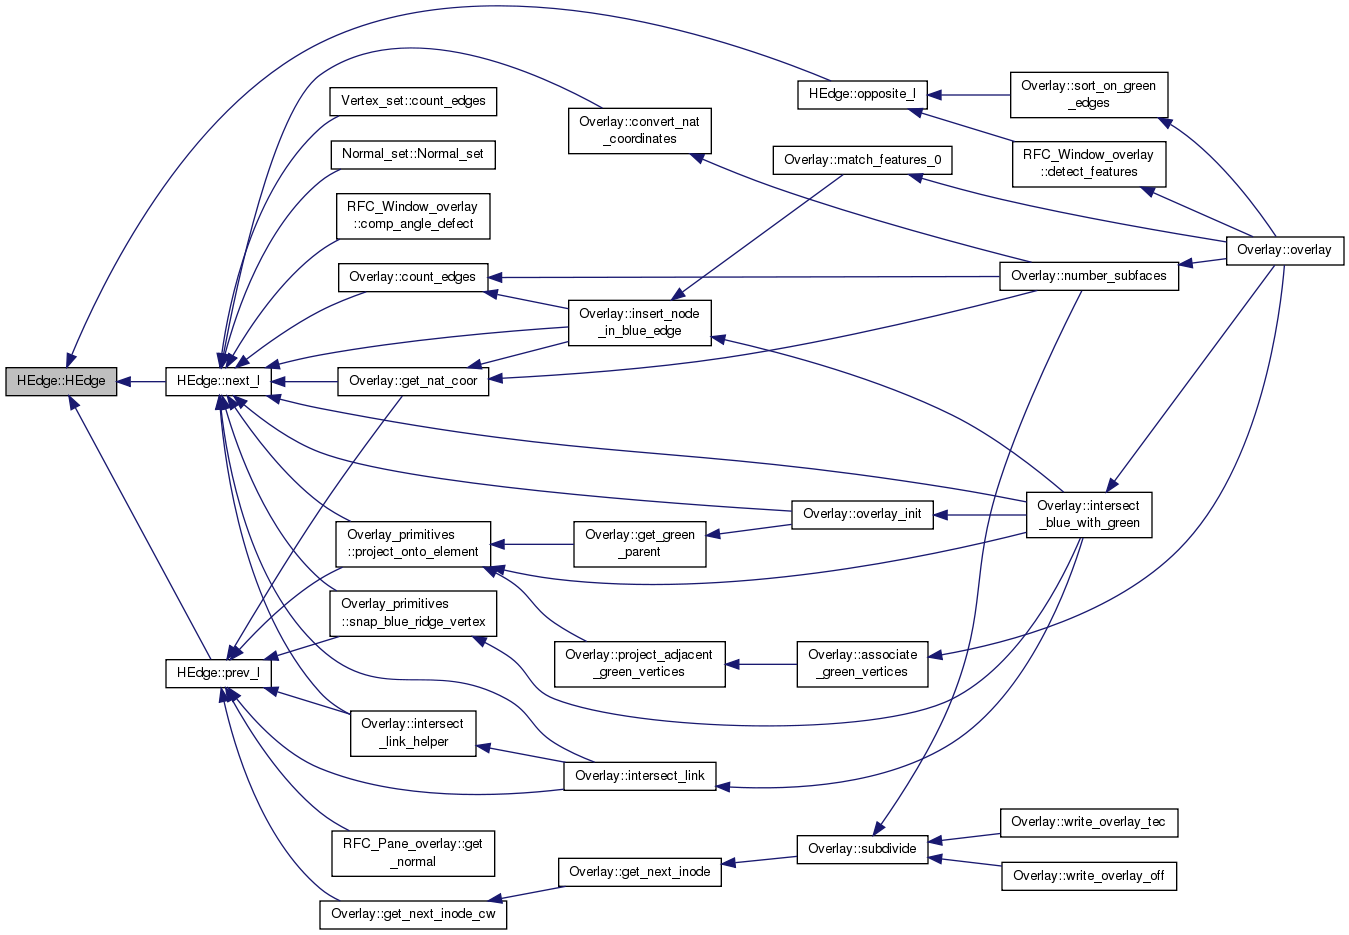 HEdge::HEdge
HEdge::next_l
HEdge::prev_l
Vertex_set::count_edges
Normal_set::Normal_set
RFC_Window_overlay
::comp_angle_defect
Overlay::count_edges
Overlay::get_nat_coor
Overlay_primitives
::project_onto_element
Overlay_primitives
::snap_blue_ridge_vertex
Overlay::intersect
_link_helper
RFC_Pane_overlay::get
_normal
Overlay::get_next_inode_cw
Overlay::convert_nat
_coordinates
Overlay::insert_node
_in_blue_edge
Overlay::get_green
_parent
Overlay::project_adjacent
_green_vertices
Overlay::intersect_link
Overlay::get_next_inode
HEdge::opposite_l
Overlay::match_features_0
Overlay::overlay_init
Overlay::associate
_green_vertices
Overlay::subdivide
Overlay::sort_on_green
_edges
RFC_Window_overlay
::detect_features
Overlay::number_subfaces
Overlay::intersect
_blue_with_green
Overlay::write_overlay_tec
Overlay::write_overlay_off
Overlay::overlay